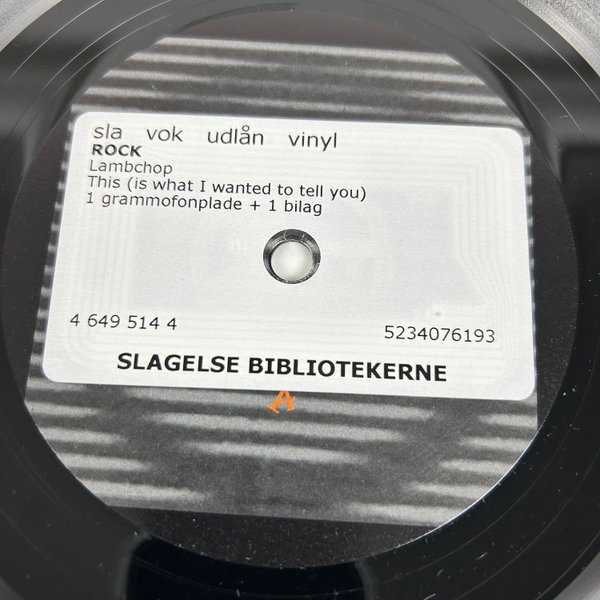 sla vok udlån vinyl
ROCK
Lambchop
This (is what I wanted to tell you)
1 grammofonplade + 1 bilag
4 649 514 4 5234076193
SLAGELSE BIBLIOTEKERNE
A